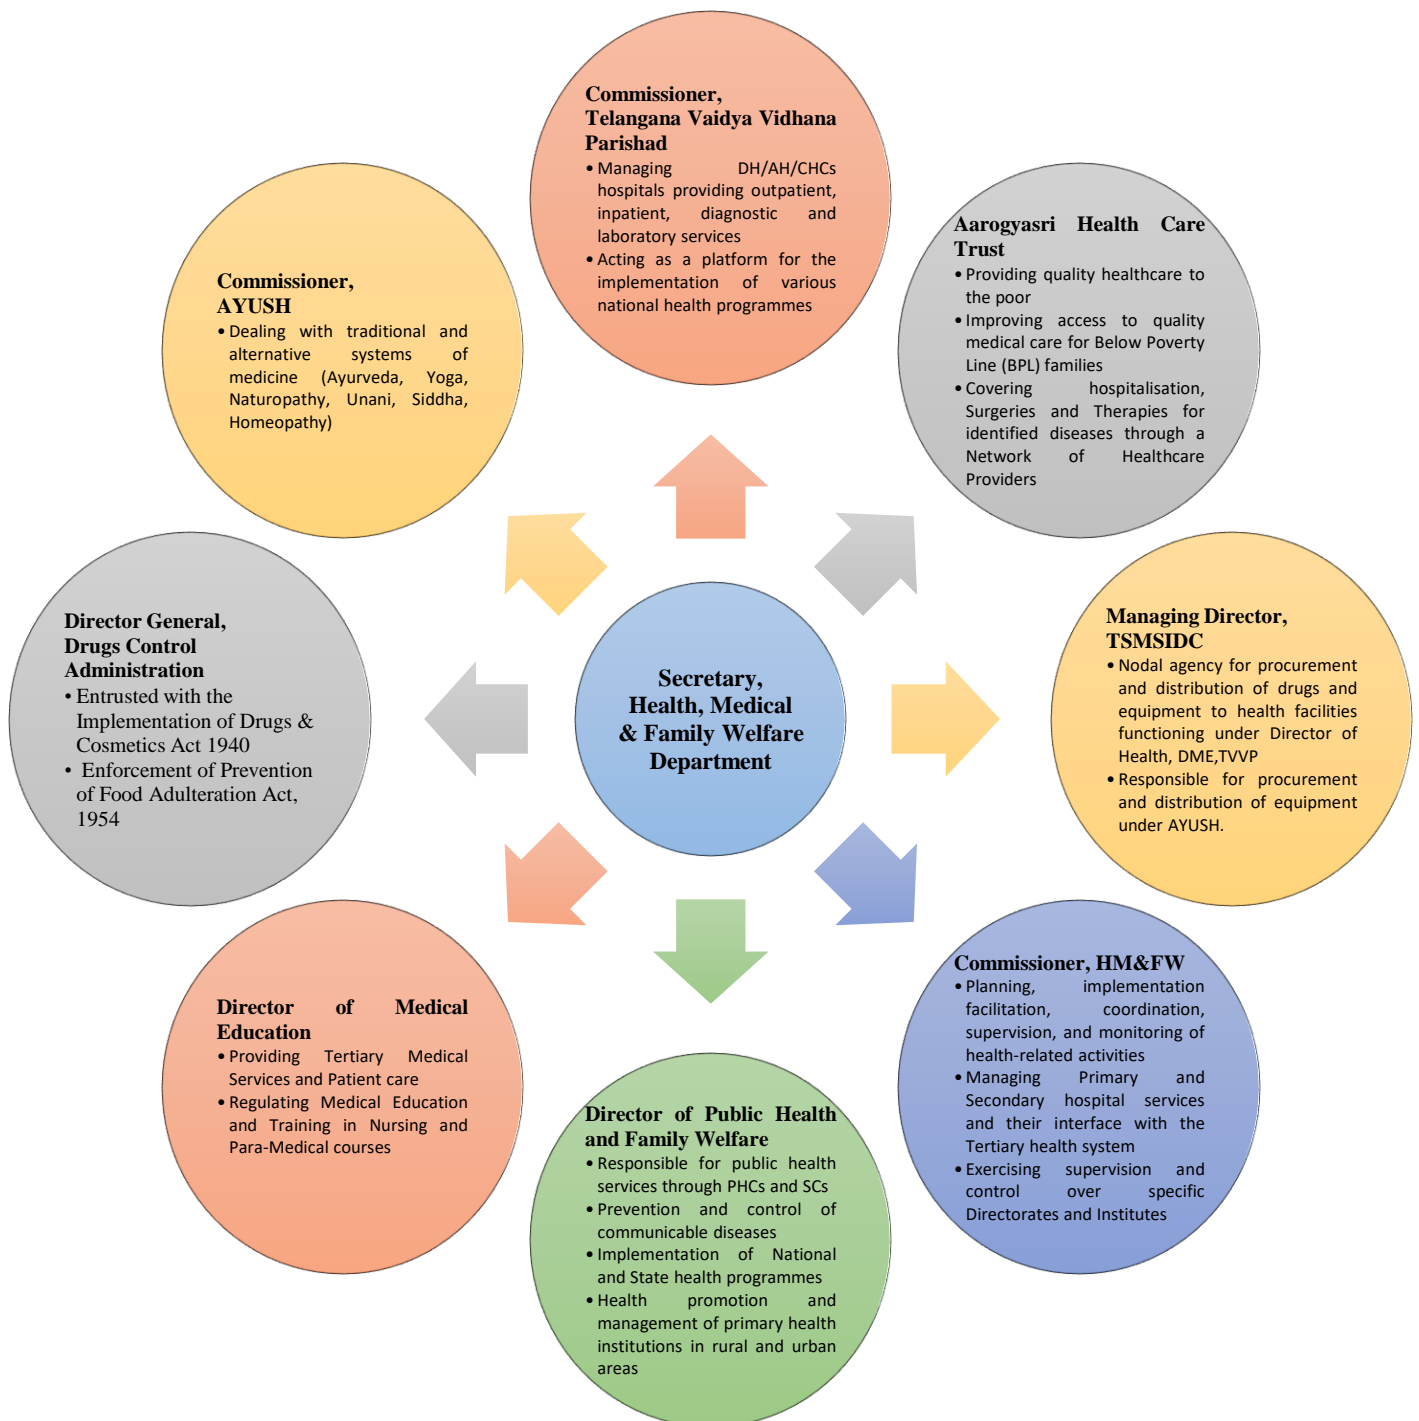 Commissioner,
Telangana Vaidya Vidhana
Parishad
• Managing DH/AH/CHCs
hospitals providing outpatient,
inpatient, diagnostic and
laboratory services
• Acting as a platform for the
implementation of various
national health programmes
Aarogyasri Health Care
Trust
• Providing quality healthcare to
the poor
• Improving access to quality
medical care for Below Poverty
Line (BPL) families
• Covering hospitalisation,
Surgeries and Therapies for
identified diseases through a
Network of Healthcare
Providers
Managing Director,
TSMSIDC
• Nodal agency for procurement
and distribution of drugs and
equipment to health facilities
functioning under Director of
Health, DME,TVVP
• Responsible for procurement
and distribution of equipment
under AYUSH.
Commissioner, HM&FW
• Planning, implementation
facilitation, coordination,
supervision, and monitoring of
health-related activities
• Managing Primary and
Secondary hospital services
and their interface with the
Tertiary health system
• Exercising supervision and
control over specific
Directorates and Institutes
Director of Public Health
and Family Welfare
• Responsible for public health
services through PHCs and SCs
• Prevention and control of
communicable diseases
• Implementation of National
and State health programmes
• Health promotion and
management of primary health
institutions in rural and urban
areas
Director of Medical
Education
• Providing Tertiary Medical
Services and Patient care
• Regulating Medical Education
and Training in Nursing and
Para-Medical courses
Director General,
Drugs Control
Administration
• Entrusted with the
Implementation of Drugs &
Cosmetics Act 1940
• Enforcement of Prevention
of Food Adulteration Act,
1954
Commissioner,
AYUSH
• Dealing with traditional and
alternative systems of
medicine (Ayurveda, Yoga,
Naturopathy, Unani, Siddha,
Homeopathy)
Secretary,
Health, Medical
& Family Welfare
Department